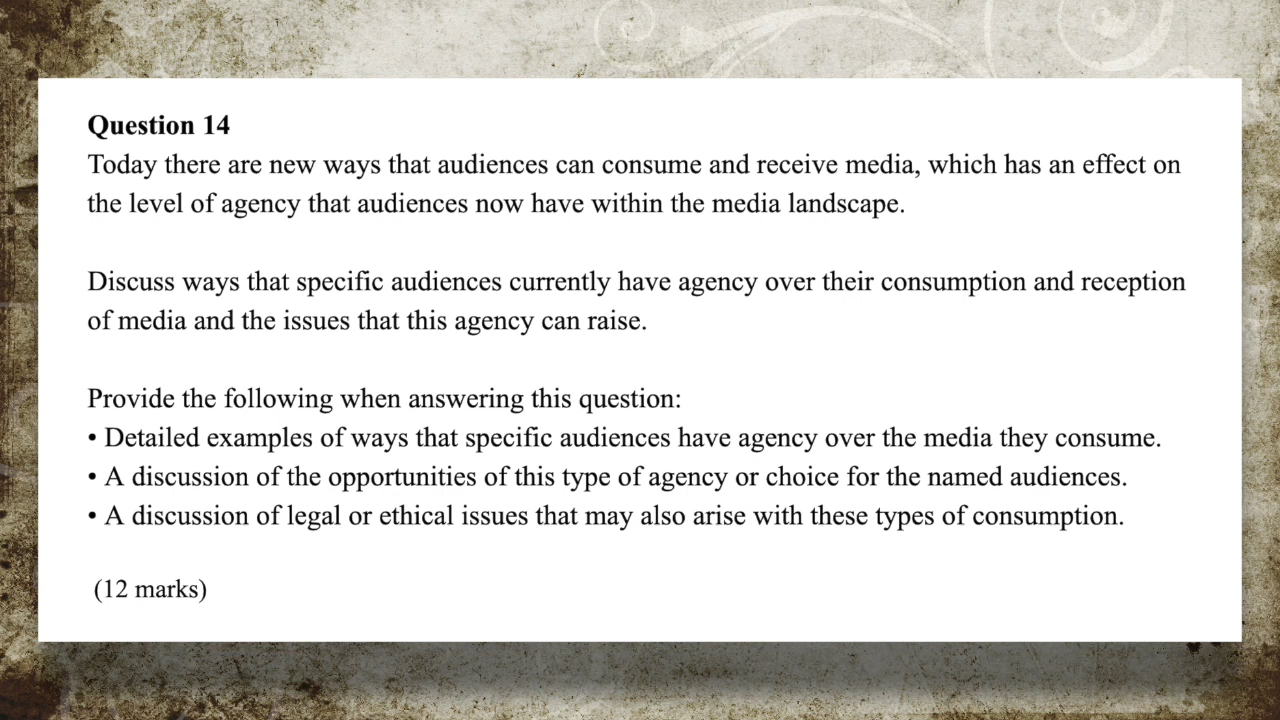 Question 14
Today there are new ways that audiences can consume and receive media, which has an effect on
the level of agency that audiences now have within the media landscape.
Discuss ways that specific audiences currently have agency over their consumption and reception
of media and the issues that this agency can raise.
Provide the following when answering this question:
• Detailed examples of ways that specific audiences have agency over the media they consume.
• A discussion of the opportunities of this type of agency or choice for the named audiences.
• A discussion of legal or ethical issues that may also arise with these types of consumption.
(12 marks)